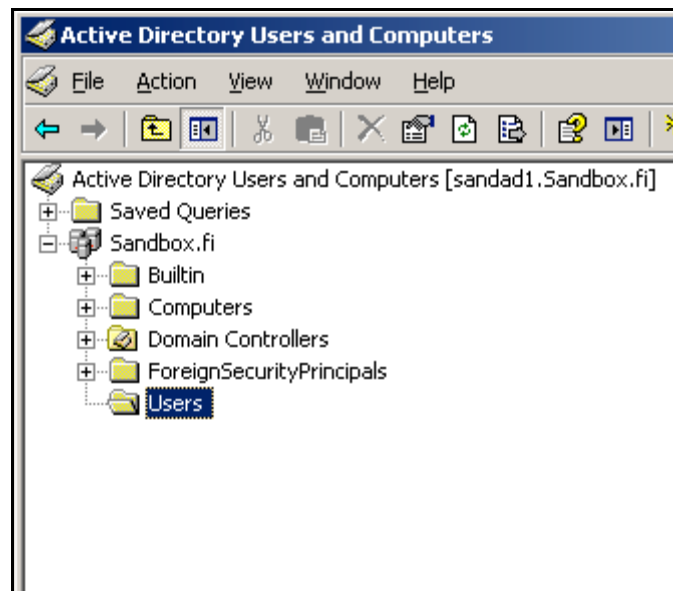 Active Directory Users and Computers
File Action View Window Help
Active Directory Users and Computers [sandad1.Sandbox.fi]
Saved Queries
Sandbox.fi
Builtin
Computers
Domain Controllers
ForeignSecurityPrincipals
Users